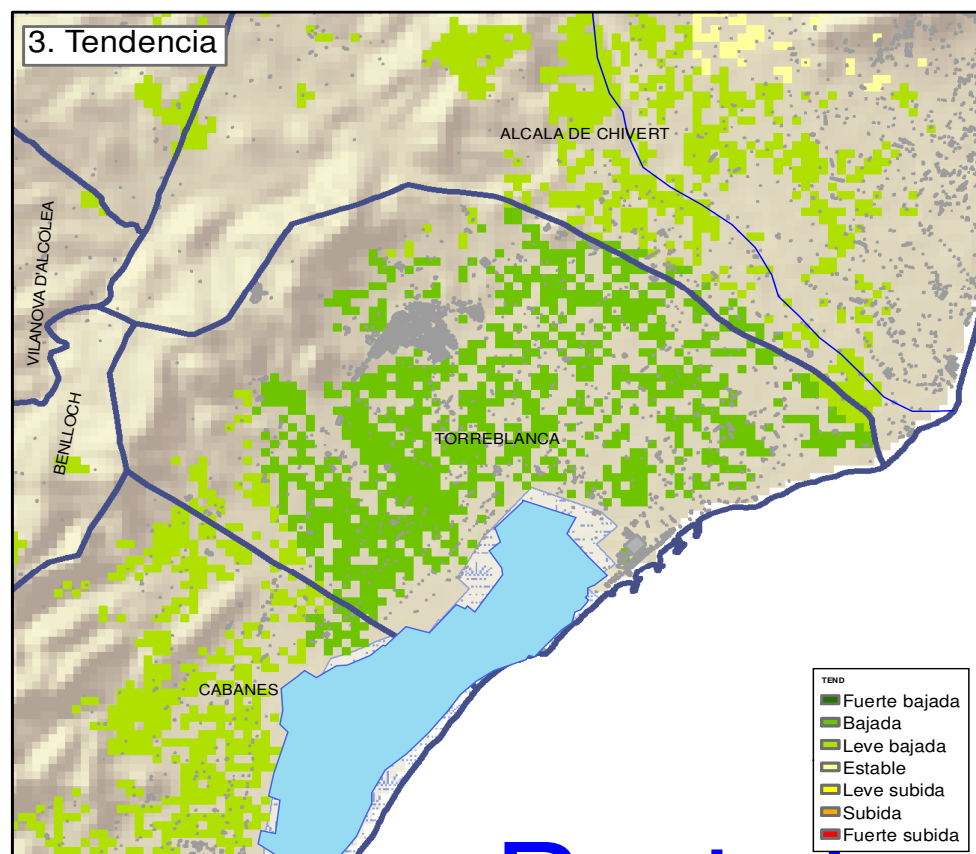 3. Tendencia
ALCALA DE CHIVERT
VILANOVA D'ALCOLEA
BENLLOCH
TORREBLANCA
CABANES
TEND
Fuerte bajada
Bajada
Leve bajada
Estable
Leve subida
Subida
Fuerte subida